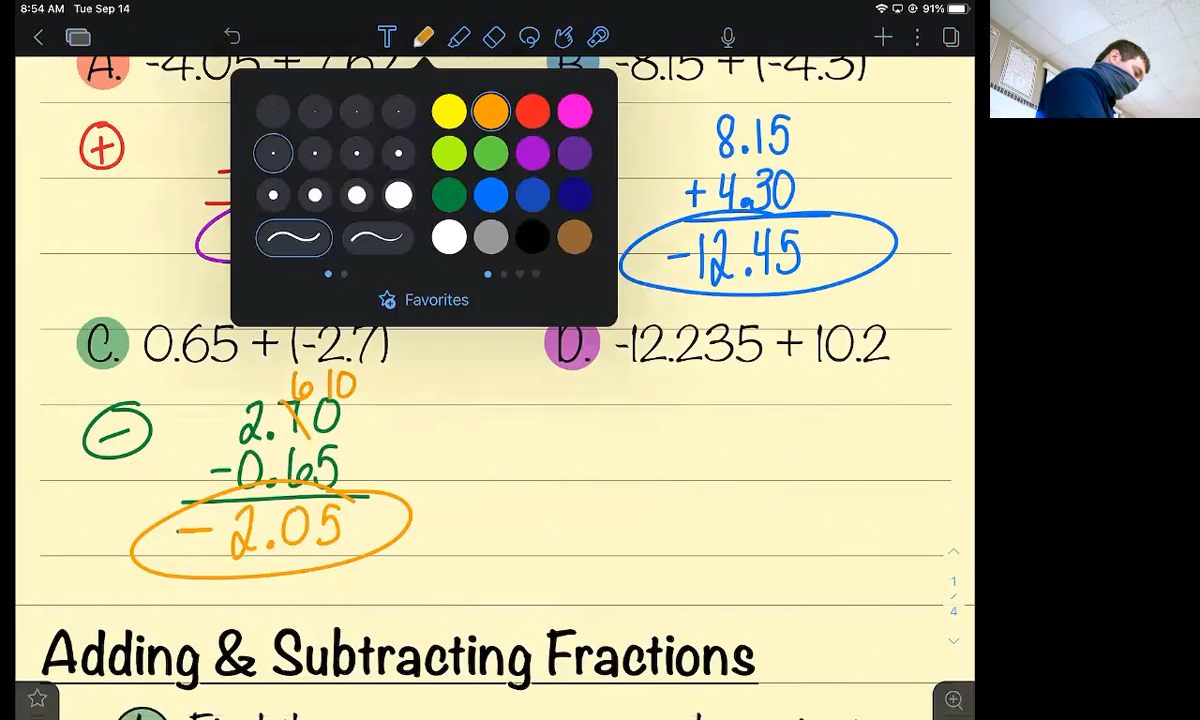 8:54 AM Tue Sep 14
91%
T
A.
B. -8.15 + (-4.3)
+
8.15
+ 4.30
-12.45
Favorites
C. 0.65 + (-2.7)
D. -12.235 + 10.2
6 10
2.70
-
-0.65
-2.05
1
/
4
Adding & Subtracting Fractions